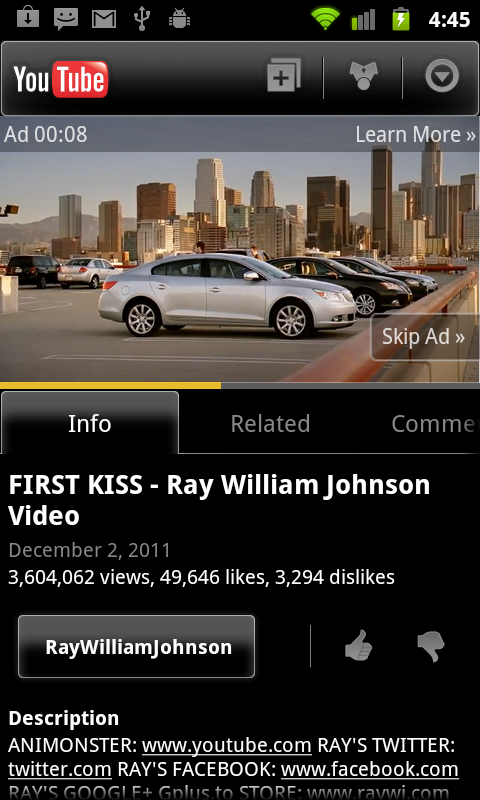 4:45
YouTube
Ad 00:08
Learn More »
Skip Ad »
Info
Related
Comme
FIRST KISS - Ray William Johnson
Video
December 2, 2011
3,604,062 views, 49,646 likes, 3,294 dislikes
RayWilliamJohnson
Description
ANIMONSTER: www.youtube.com RAY'S TWITTER:
twitter.com RAY'S FACEBOOK: www.facebook.com
RAY'S GOOGLE+ Gplus.to STORE: www.raywj.com